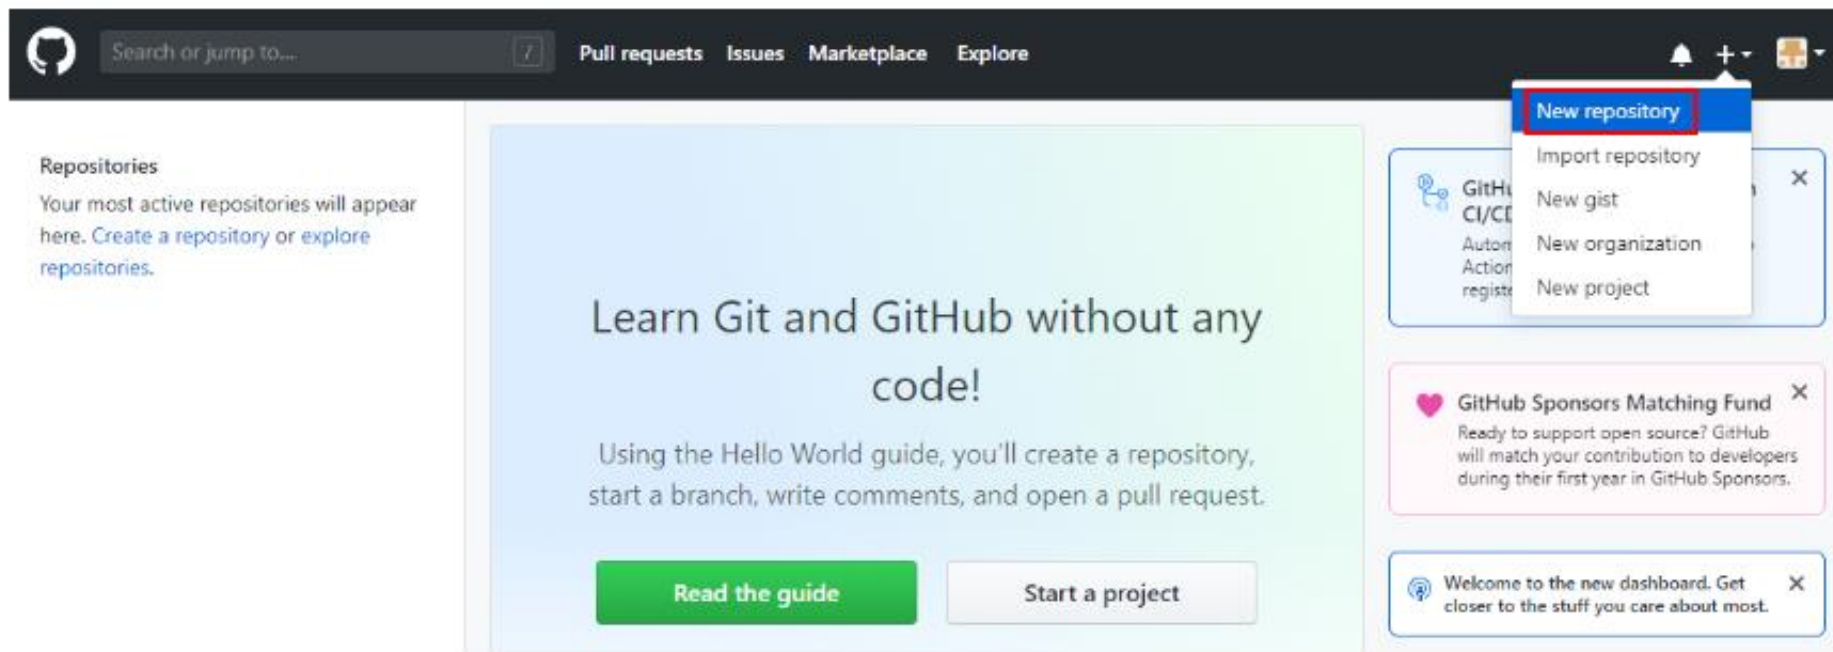 Search or jump to...
/
Pull requests Issues Marketplace Explore
New repository
Import repository
New gist
New organization
New project
Repositories
Your most active repositories will appear
here. Create a repository or explore
repositories.
Learn Git and GitHub without any
code!
Using the Hello World guide, you'll create a repository,
start a branch, write comments, and open a pull request.
Read the guide
Start a project
CI/CD
GitHub Sponsors Matching Fund
Ready to support open source? GitHub
will match your contribution to developers
during their first year in GitHub Sponsors.
Welcome to the new dashboard. Get
closer to the stuff you care about most.